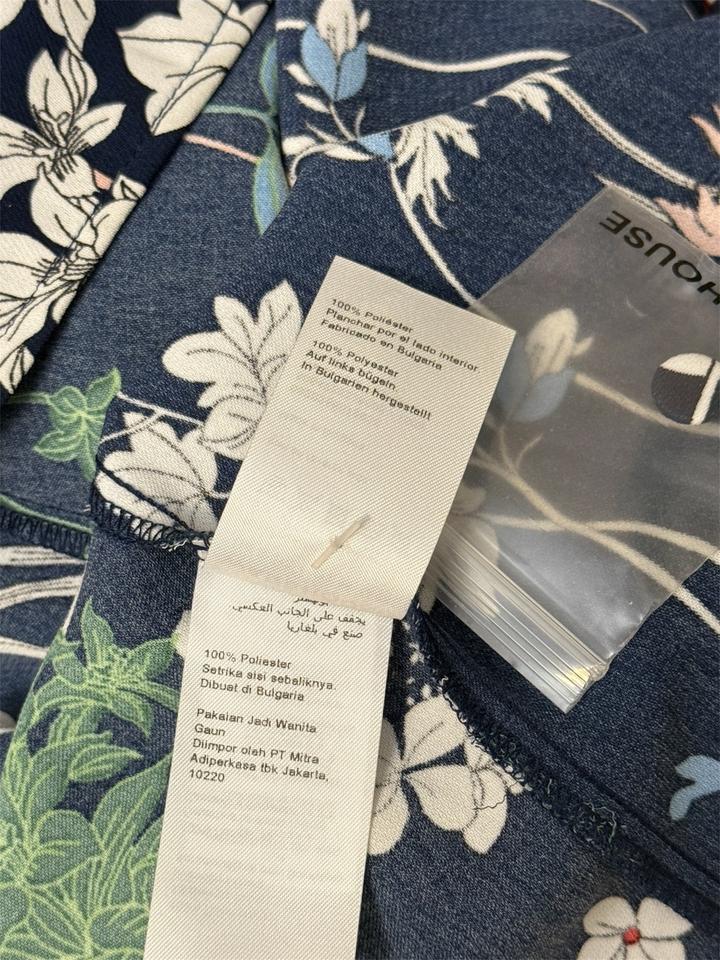 HOUSE
100% Poliéster
Planchar por el lado interior
Fabricado en Bulgaria
100% Polyester
Auf links bügeln
In Bulgarien hergestellt
يجفف على الجانب العكسي
صنع في بلغاريا
100% Poliester
Setrika sisi sebaliknya.
Dibuat di Bulgaria
Pakaian Jadi Wanita
Gaun
Diimpor oleh PT Mitra
Adiperkasa tbk Jakarta,
10220